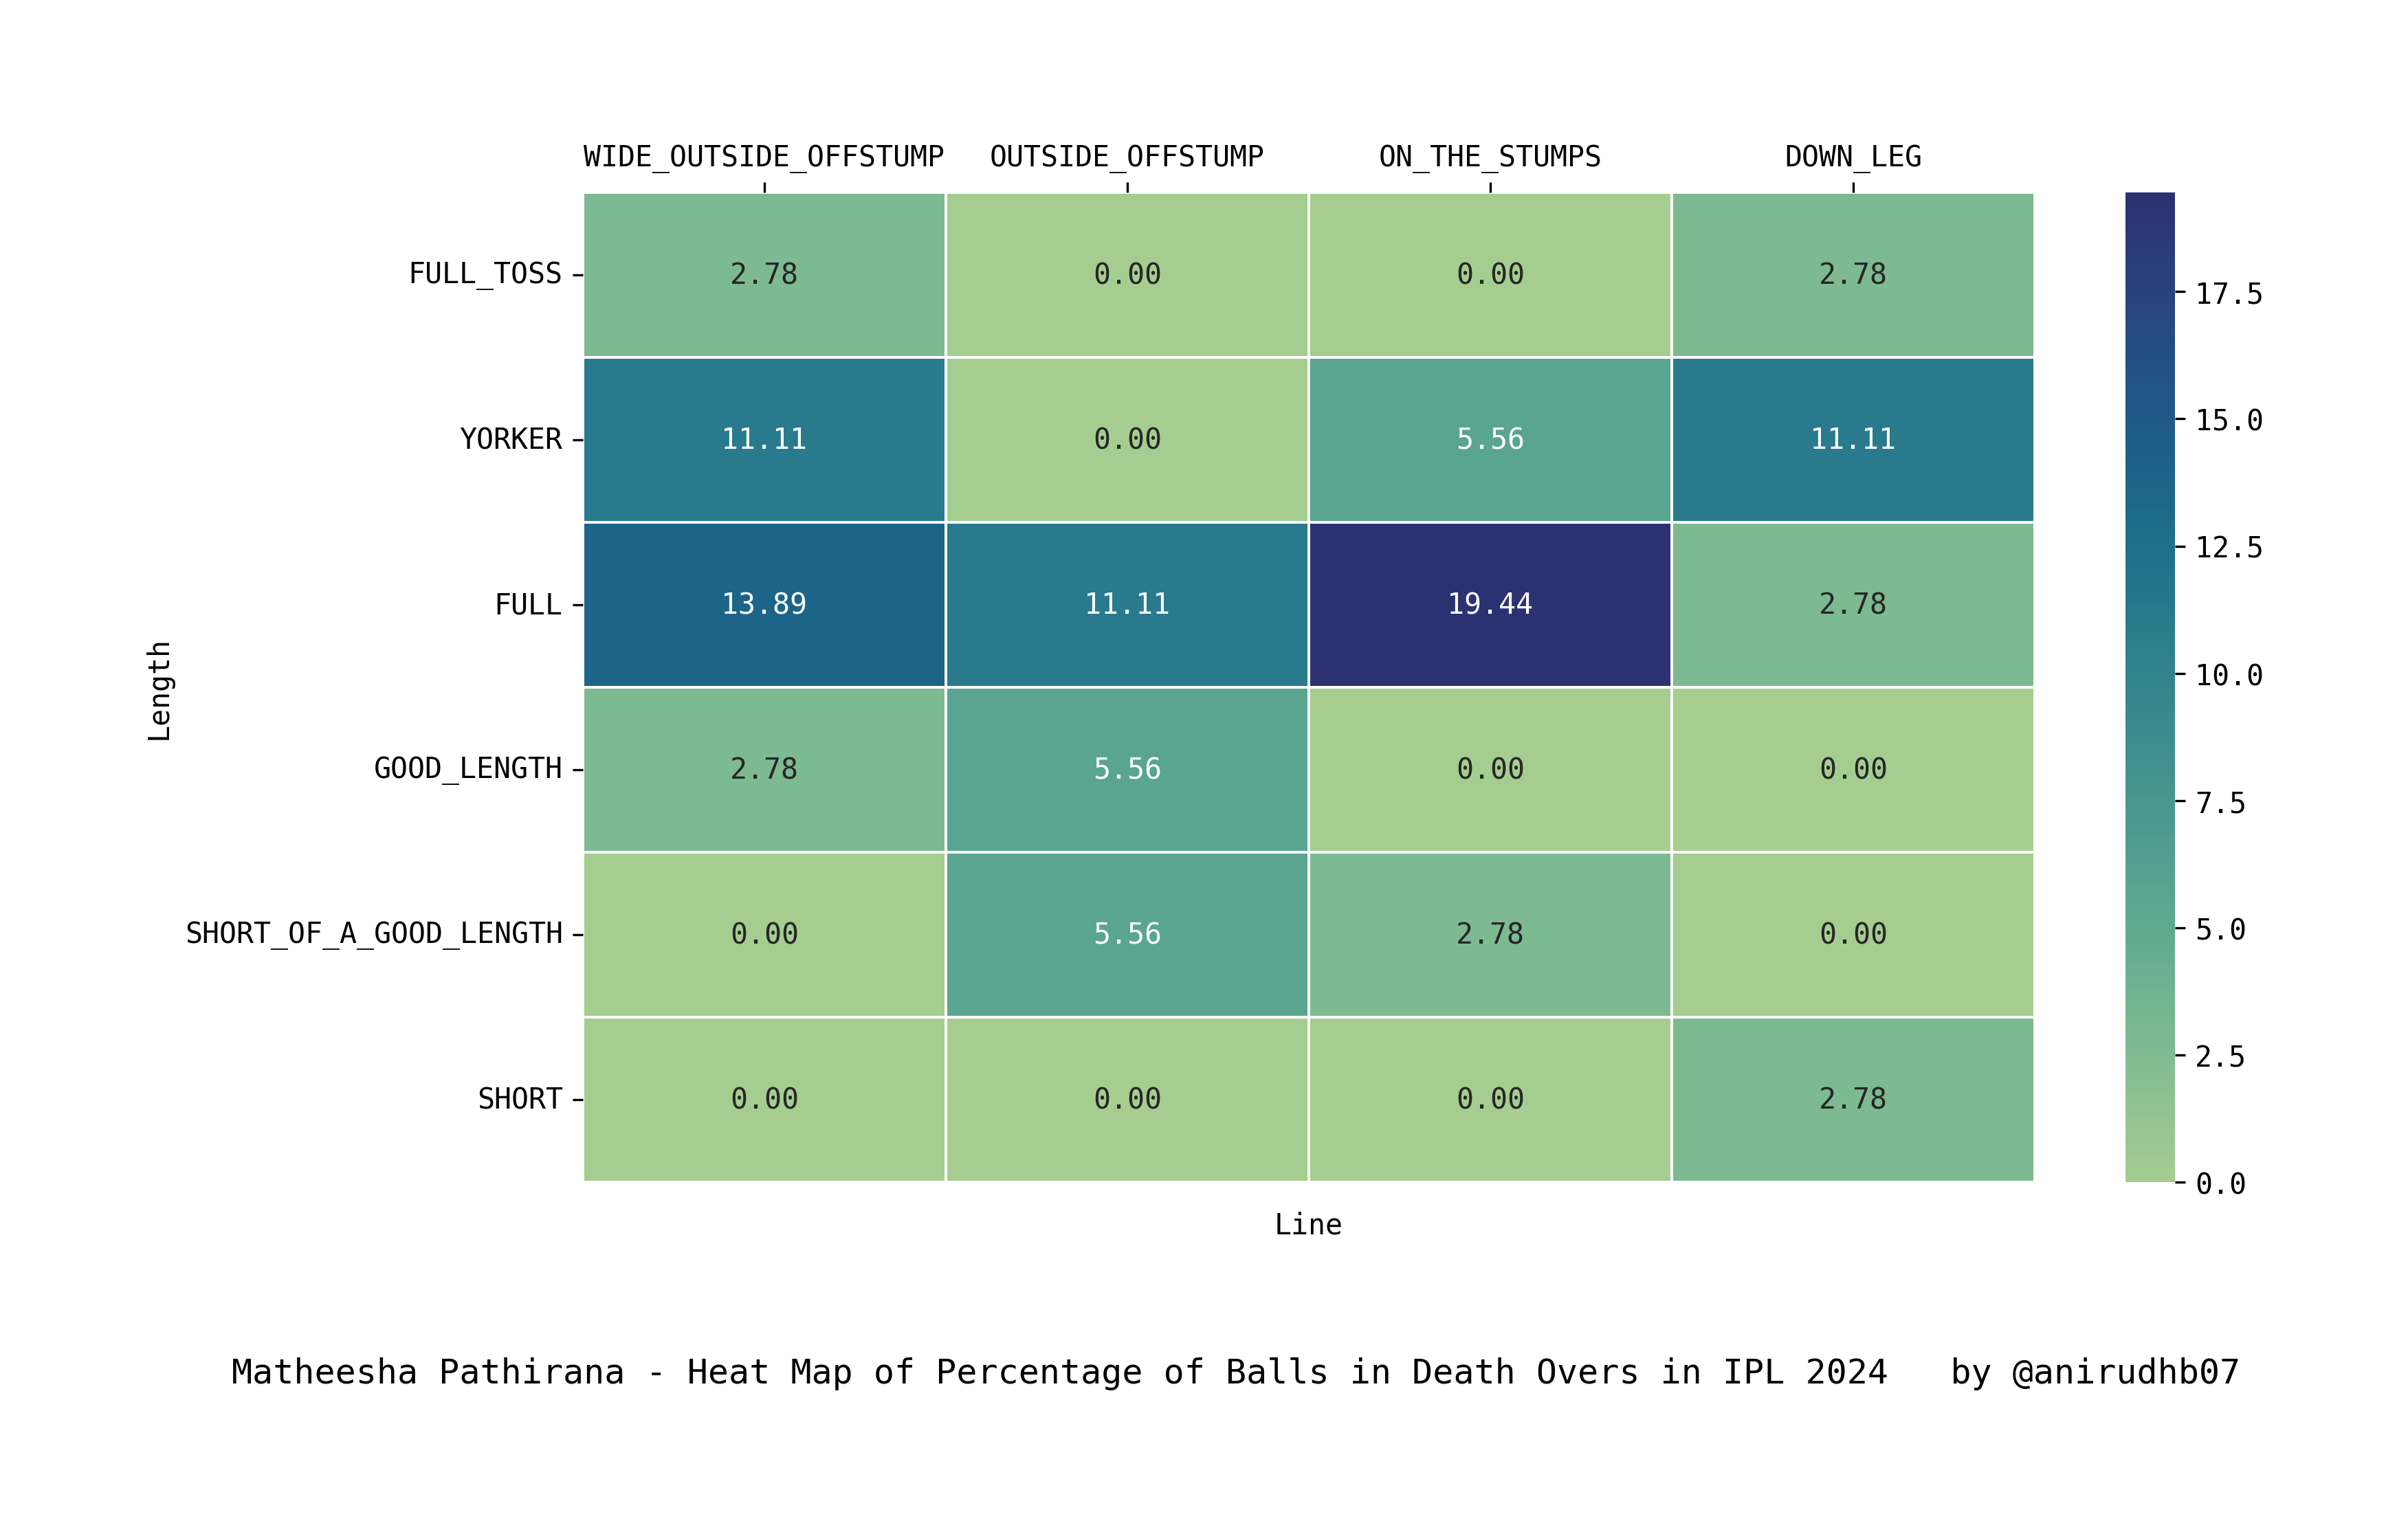 WIDE_OUTSIDE_OFFSTUMP OUTSIDE_OFFSTUMP ON_THE_STUMPS DOWN_LEG
FULL_TOSS 2.78 0.00 0.00 2.78
17.5
YORKER 11.11 0.00 5.56 11.11
15.0
12.5
FULL 13.89 11.11 19.44 2.78
Length
10.0
GOOD_LENGTH 2.78 5.56 0.00 0.00
7.5
SHORT_OF_A_GOOD_LENGTH 0.00 5.56 2.78 0.00
5.0
2.5
SHORT 0.00 0.00 0.00 2.78
0.0
Line
Matheesha Pathirana - Heat Map of Percentage of Balls in Death Overs in IPL 2024 by @anirudhb07